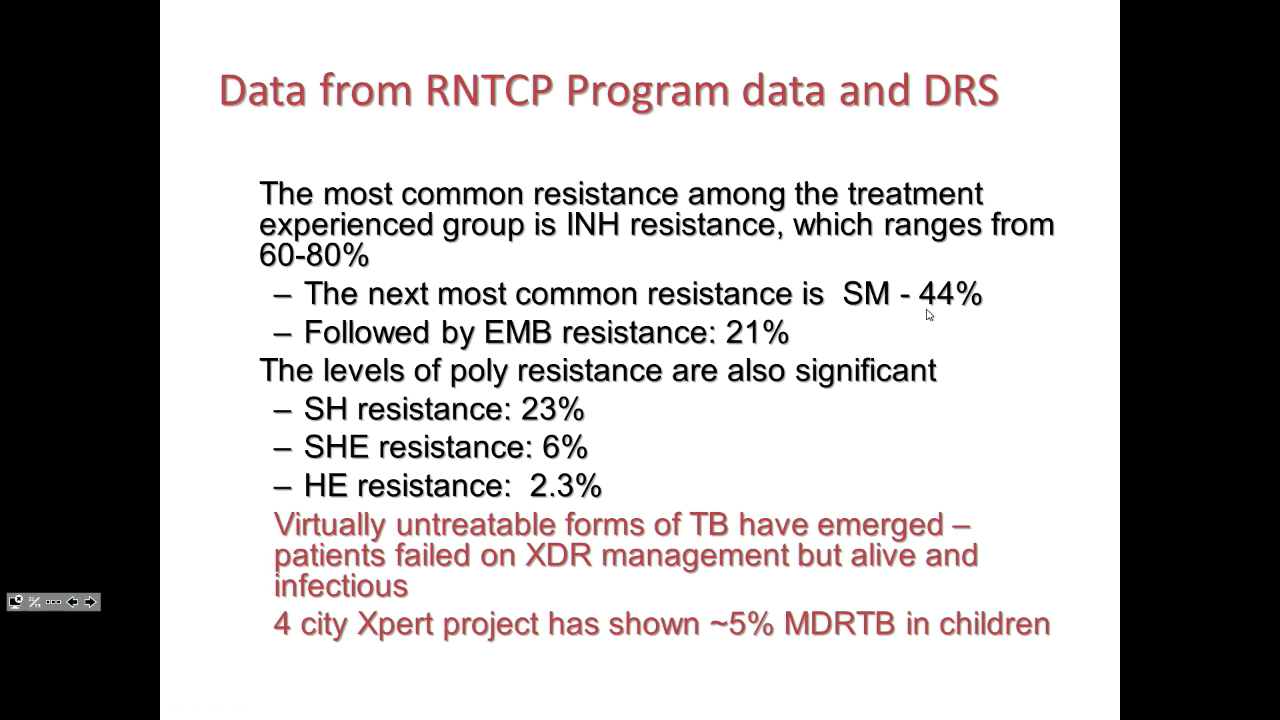 Data from RNTCP Program data and DRS
The most common resistance among the treatment
experienced group is INH resistance, which ranges from
60-80%
– The next most common resistance is  SM - 44%
– Followed by EMB resistance: 21%
The levels of poly resistance are also significant
– SH resistance: 23%
– SHE resistance: 6%
– HE resistance:  2.3%
Virtually untreatable forms of TB have emerged –
patients failed on XDR management but alive and
infectious
4 city Xpert project has shown ~5% MDRTB in children